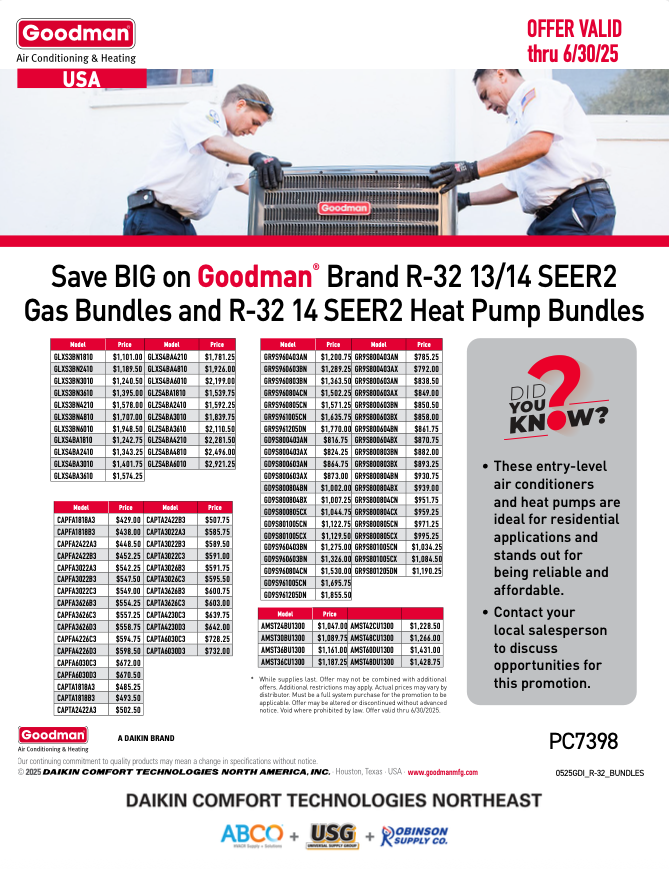 Goodman®
Air Conditioning & Heating
USA
OFFER VALID
thru 6/30/25
Goodman
Save BIG on Goodman® Brand R-32 13/14 SEER2
Gas Bundles and R-32 14 SEER2 Heat Pump Bundles
Model Price Model Price
GLXS3BN1810 $1,101.00 GLXS4BA4210 $1,781.25
GLXS3BN2410 $1,189.50 GLXS4BA4810 $1,926.00
GLXS3BN3010 $1,240.50 GLXS4BA6010 $2,199.00
GLXS3BN3610 $1,395.00 GLZS4BA1810 $1,539.75
GLXS3BN4210 $1,578.00 GLZS4BA2410 $1,592.25
GLXS3BN4810 $1,707.00 GLZS4BA3010 $1,839.75
GLXS3BN6010 $1,948.50 GLZS4BA3610 $2,110.50
GLXS4BA1810 $1,242.75 GLZS4BA4210 $2,281.50
GLXS4BA2410 $1,343.25 GLZS4BA4810 $2,496.00
GLXS4BA3010 $1,401.75 GLZS4BA6010 $2,921.25
GLXS4BA3610 $1,574.25
Model Price Model Price
CAPFA1818A3 $429.00 CAPTA2422B3 $507.75
CAPFA1818B3 $438.00 CAPTA3022A3 $585.75
CAPFA2422A3 $448.50 CAPTA3022B3 $589.50
CAPFA2422B3 $452.25 CAPTA3022C3 $591.00
CAPFA3022A3 $542.25 CAPTA3026B3 $591.75
CAPFA3022B3 $547.50 CAPTA3026C3 $595.50
CAPFA3022C3 $549.00 CAPTA3626B3 $600.75
CAPFA3626B3 $554.25 CAPTA3626C3 $603.00
CAPFA3626C3 $557.25 CAPTA4230C3 $639.75
CAPFA3626D3 $558.75 CAPTA4230D3 $642.00
CAPFA4226C3 $594.75 CAPTA6030C3 $728.25
CAPFA4226D3 $598.50 CAPTA6030D3 $732.00
CAPFA6030C3 $672.00
CAPFA6030D3 $670.50
CAPTA1818A3 $485.25
CAPTA1818B3 $493.50
CAPTA2422A3 $502.50
Model Price Model Price
GR9S960403AN $1,200.75 GR9S800403AN $785.25
GR9S960603BN $1,289.25 GR9S800403AX $792.00
GR9S960803BN $1,363.50 GR9S800603AN $838.50
GR9S960804CN $1,502.25 GR9S800603AX $849.00
GR9S960805CN $1,571.25 GR9S800603BN $850.50
GR9S961005CN $1,635.75 GR9S800603BX $858.00
GR9S961205DN $1,770.00 GR9S800604BN $861.75
GD9S800403AN $816.75 GR9S800604BX $870.75
GD9S800403AX $824.25 GR9S800803BN $882.00
GD9S800603AN $864.75 GR9S800803BX $893.25
GD9S800603AX $873.00 GR9S800804BN $930.75
GD9S800804BN $1,002.00 GR9S800804BX $939.00
GD9S800804BX $1,007.25 GR9S800804CN $951.75
GD9S800805CX $1,044.75 GR9S800804CX $959.25
GD9S801005CN $1,122.75 GR9S800805CN $971.25
GD9S801005CX $1,129.50 GR9S800805CX $995.25
GD9S960403BN $1,275.00 GR9S801005CN $1,034.25
GD9S960603BN $1,326.00 GR9S801005CX $1,084.50
GD9S960804CN $1,530.00 GR9S801205DN $1,190.25
GD9S961005CN $1,695.75
GD9S961205DN $1,855.50
Model Price
AMST24BU1300 $1,047.00 AMST42CU1300 $1,228.50
AMST30BU1300 $1,089.75 AMST48CU1300 $1,266.00
AMST36BU1300 $1,161.00 AMST60DU1300 $1,431.00
AMST36CU1300 $1,187.25 AMST48DU1300 $1,428.75
* While supplies last. Offer may not be combined with additional
offers. Additional restrictions may apply. Actual prices may vary by
distributor. Must be a full system purchase for the promotion to be
applicable. Offer may be altered or discontinued without advanced
notice. Void where prohibited by law. Offer valid thru 6/30/2025.
DID
YOU
KNOW?
• These entry-level
air conditioners
and heat pumps are
ideal for residential
applications and
stands out for
being reliable and
affordable.
• Contact your
local salesperson
to discuss
opportunities for
this promotion.
Goodman
Air Conditioning & Heating
A DAIKIN BRAND
PC7398
Our continuing commitment to quality products may mean a change in specifications without notice.
© 2025 DAIKIN COMFORT TECHNOLOGIES NORTH AMERICA, INC. · Houston, Texas · USA · www.goodmanmfg.com
0525GDI_R-32_BUNDLES
DAIKIN COMFORT TECHNOLOGIES NORTHEAST
ABCO + USG + ROBINSON SUPPLY CO.
HVACR Supply + Solutions
UNIVERSAL SUPPLY GROUP